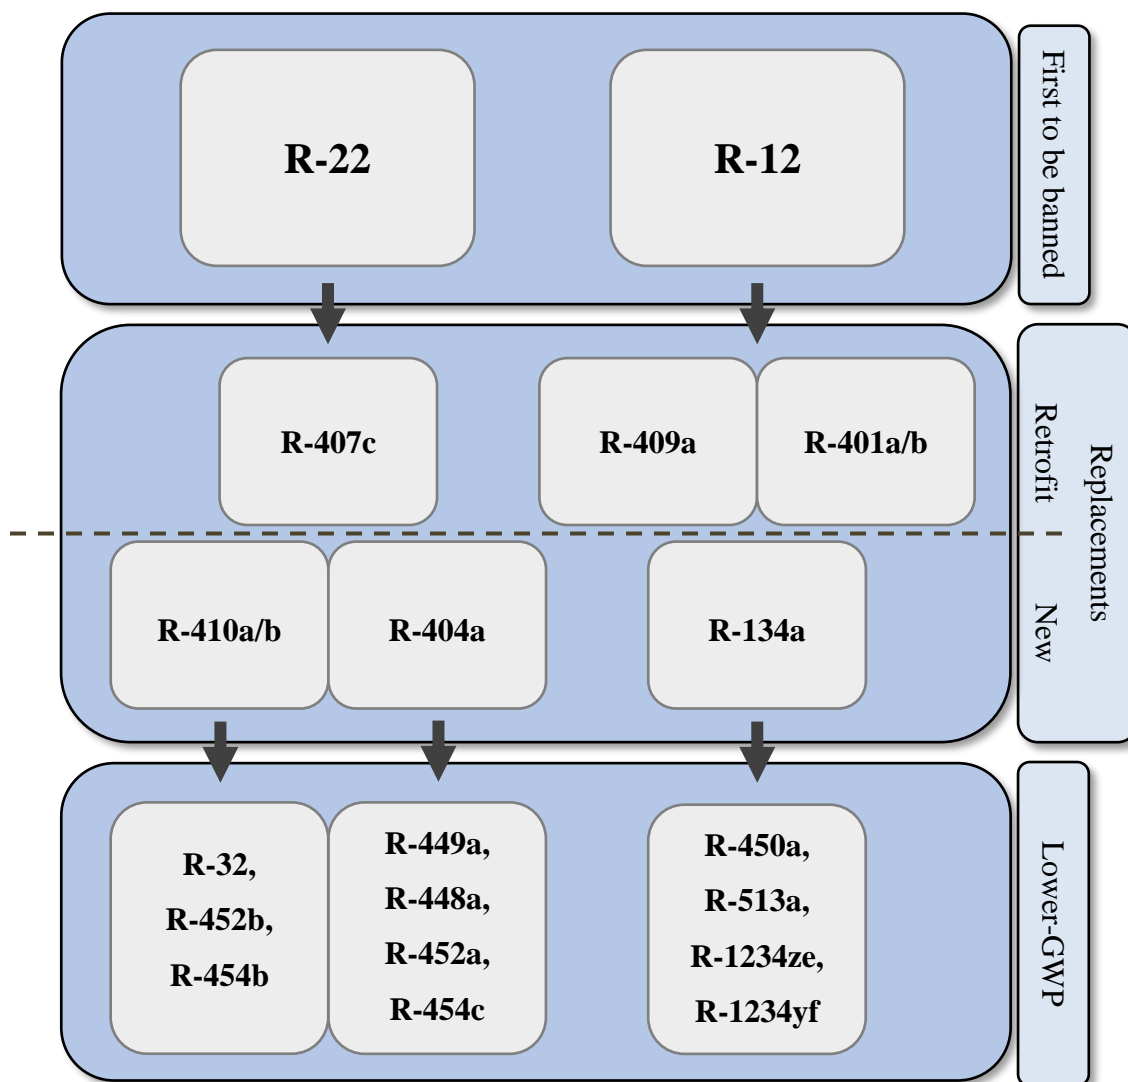 R-22
R-12
First to be banned
R-407c
R-409a
R-401a/b
Retrofit
Replacements
R-410a/b
R-404a
R-134a
New
R-32,
R-452b,
R-454b
R-449a,
R-448a,
R-452a,
R-454c
R-450a,
R-513a,
R-1234ze,
R-1234yf
Lower-GWP